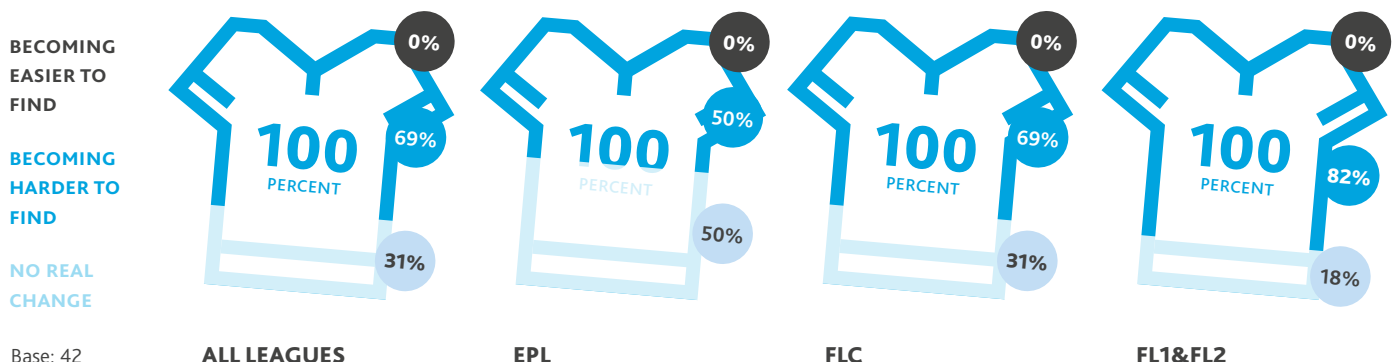 BECOMING
EASIER TO
FIND
BECOMING
HARDER TO
FIND
NO REAL
CHANGE
Base: 42
0%
100
PERCENT
69%
31%
ALL LEAGUES
0%
100
PERCENT
50%
50%
EPL
0%
100
PERCENT
69%
31%
FLC
0%
100
PERCENT
82%
18%
FL1&FL2